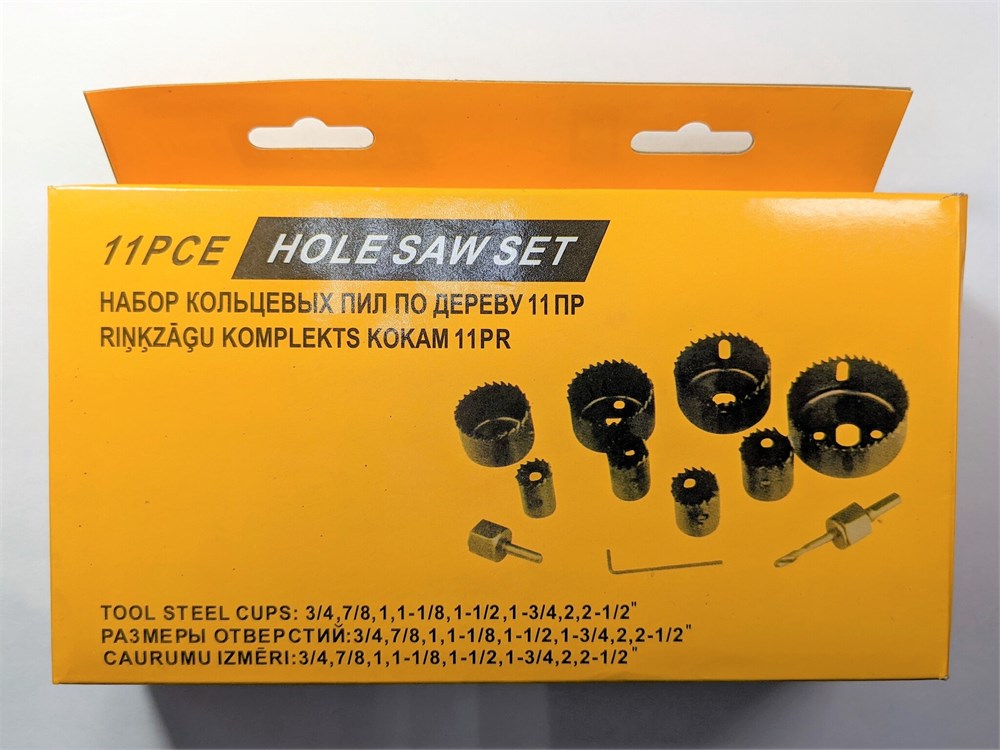 11PCE HOLE SAW SET
НАБОР КОЛЬЦЕВЫХ ПИЛ ПО ДЕРЕВУ 11 ПР
RIŅĶZĀĢU KOMPLEKTS KOKAM 11PR
TOOL STEEL CUPS: 3/4,7/8,1,1-1/8,1-1/2,1-3/4,2,2-1/2"
РАЗМЕРЫ ОТВЕРСТИЙ:3/4,7/8,1,1-1/8,1-1/2,1-3/4,2,2-1/2"
CAURUMU IZMĒRI:3/4,7/8,1,1-1/8,1-1/2,1-3/4,2,2-1/2"